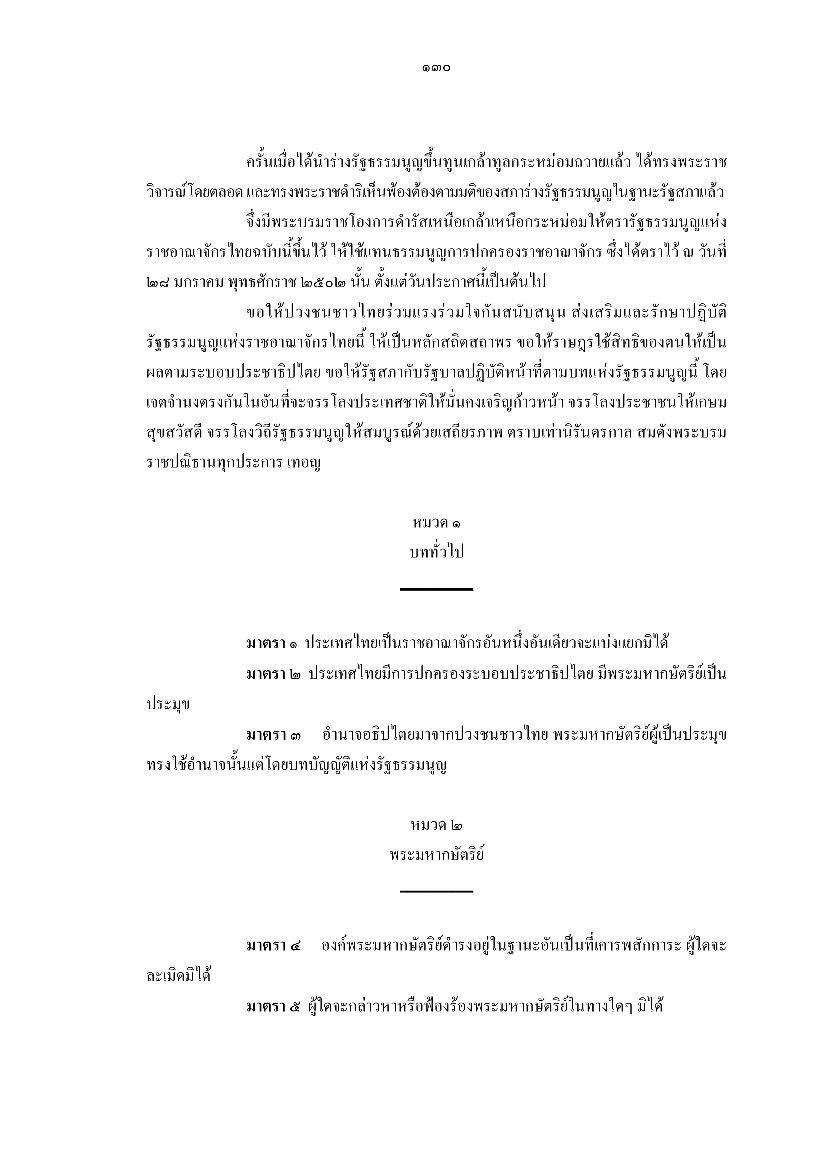 ๑๓๐
ครั้นเมื่อได้นำร่างรัฐธรรมนูญขึ้นทูนเกล้าทูลกระหม่อมถวายแล้ว ได้ทรงพระราช
วิจารณ์โดยตลอด และทรงพระราชดำริเห็นพ้องต้องตามมติของสภาร่างรัฐธรรมนูญในฐานะรัฐสภาแล้ว
จึ่งมีพระบรมราชโองการดำรัสเหนือเกล้าเหนือกระหม่อมให้ตรารัฐธรรมนูญแห่ง
ราชอาณาจักรไทยฉบับนี้ขึ้นไว้ ให้ใช้แทนธรรมนูญการปกครองราชอาณาจักร ซึ่งได้ตราไว้ ณ วันที่
๒๘ มกราคม พุทธศักราช ๒๕๐๒ นั้น ตั้งแต่วันประกาศนี้เป็นต้นไป
ขอให้ปวงชนชาวไทยร่วมแรงร่วมใจกันสนับสนุน ส่งเสริมและรักษาปฏิบัติ
รัฐธรรมนูญแห่งราชอาณาจักรไทยนี้ ให้เป็นหลักสถิตสถาพร ขอให้ราษฎรใช้สิทธิของตนให้เป็น
ผลตามระบอบประชาธิปไตย ขอให้รัฐสภากับรัฐบาลปฏิบัติหน้าที่ตามบทแห่งรัฐธรรมนูญนี้ โดย
เจตจำนงตรงกันในอันที่จะจรรโลงประเทศชาติให้มั่นคงเจริญก้าวหน้า จรรโลงประชาชนให้เกษม
สุขสวัสดี จรรโลงวิถีรัฐธรรมนูญให้สมบูรณ์ด้วยเสถียรภาพ ตราบเท่านิรันดรกาล สมดังพระบรม
ราชปณิธานทุกประการ เทอญ
หมวด ๑
บททั่วไป
มาตรา ๑ ประเทศไทยเป็นราชอาณาจักรอันหนึ่งอันเดียวจะแบ่งแยกมิได้
มาตรา ๒ ประเทศไทยมีการปกครองระบอบประชาธิปไตย มีพระมหากษัตริย์เป็น
ประมุข
มาตรา ๓ อำนาจอธิปไตยมาจากปวงชนชาวไทย พระมหากษัตริย์ผู้เป็นประมุข
ทรงใช้อำนาจนั้นแต่โดยบทบัญญัติแห่งรัฐธรรมนูญ
หมวด ๒
พระมหากษัตริย์
มาตรา ๔ องค์พระมหากษัตริย์ดำรงอยู่ในฐานะอันเป็นที่เคารพสักการะ ผู้ใดจะ
ละเมิดมิได้
มาตรา ๕ ผู้ใดจะกล่าวหาหรือฟ้องร้องพระมหากษัตริย์ในทางใดๆ มิได้